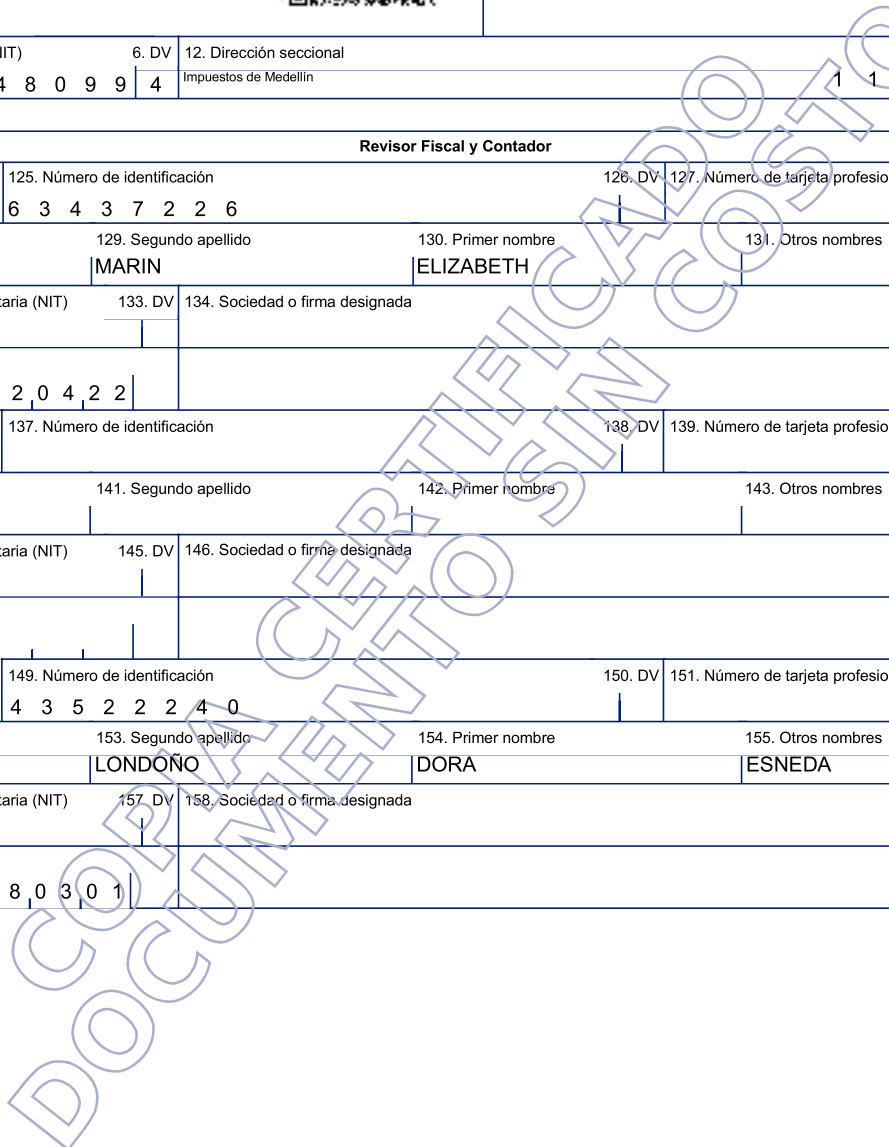 NIT) 6. DV 12. Dirección seccional
4 8 0 9 9 4 Impuestos de Medellín 1 1
Revisor Fiscal y Contador
125. Número de identificación 126. DV 127. Número de tarjeta profesio
6 3 4 3 7 2 2 6
129. Segundo apellido 130. Primer nombre 131. Otros nombres
MARIN ELIZABETH
taria (NIT) 133. DV 134. Sociedad o firma designada
2 0 4 2 2
137. Número de identificación 138. DV 139. Número de tarjeta profesio
141. Segundo apellido 142. Primer nombre 143. Otros nombres
taria (NIT) 145. DV 146. Sociedad o firma designada
149. Número de identificación 150. DV 151. Número de tarjeta profesio
4 3 5 2 2 2 4 0
153. Segundo apellido 154. Primer nombre 155. Otros nombres
LONDOÑO DORA ESNEDA
taria (NIT) 157. DV 158. Sociedad o firma designada
8 0 3 0 1
COPIA CERTIFICADO
DOCUMENTO SIN COSTO